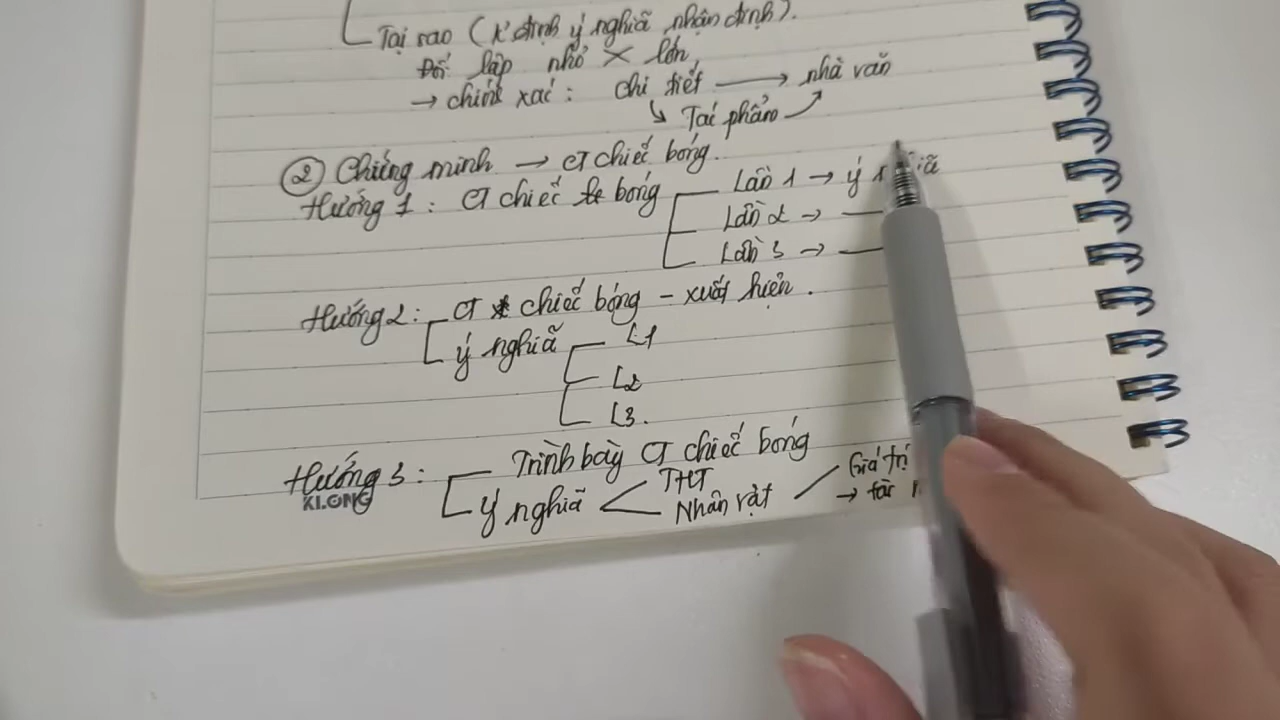 Tại sao (x' định ý nghĩa nhận định).
Đối lập nhỏ X lớn
→ chính xác: chi tiết → nhà văn
↳ Tác phẩm
② Chứng minh → CT chiếc bóng.
Hướng 1: CT chiếc bóng Lần 1 → ý
Lần 2 → —
Lần 3 → —
Hướng 2: CT chiếc bóng - xuất hiện.
ý nghĩa L1
L2
L3.
Hướng 3: Trình bày CT chiếc bóng
ý nghĩa THT
Nhân vật Giá trị
→ tài
KLONG